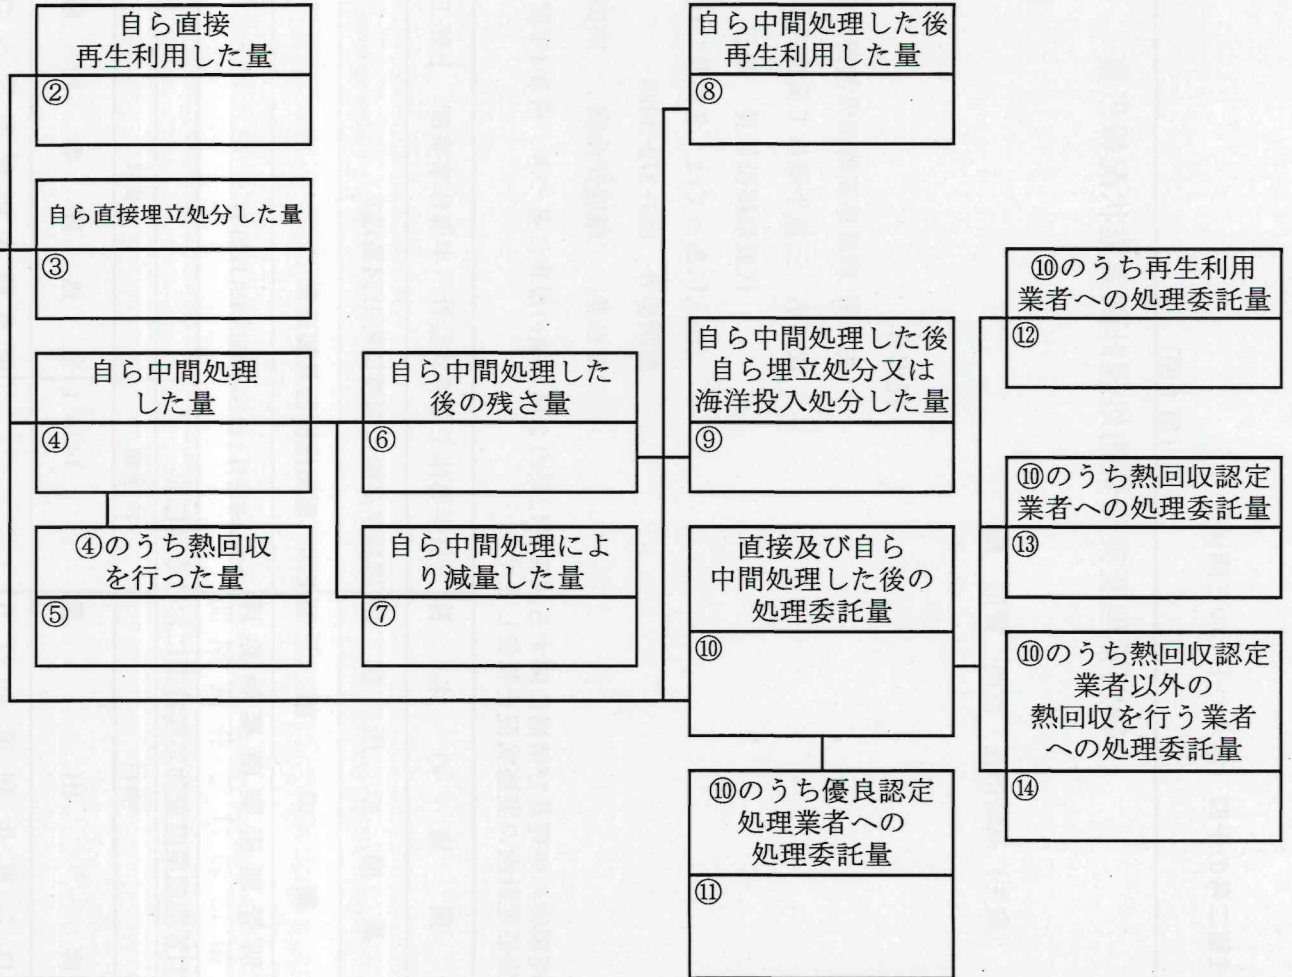 自ら直接
再生利用した量
②
自ら直接埋立処分した量
③
自ら中間処理
した量
④
④のうち熱回収
を行った量
⑤
自ら中間処理した
後の残さ量
⑥
自ら中間処理によ
り減量した量
⑦
自ら中間処理した後
再生利用した量
⑧
自ら中間処理した後
自ら埋立処分又は
海洋投入処分した量
⑨
直接及び自ら
中間処理した後の
処理委託量
⑩
⑩のうち優良認定
処理業者への
処理委託量
⑪
⑩のうち再生利用
業者への処理委託量
⑫
⑩のうち熱回収認定
業者への処理委託量
⑬
⑩のうち熱回収認定
業者以外の
熱回収を行う業者
への処理委託量
⑭